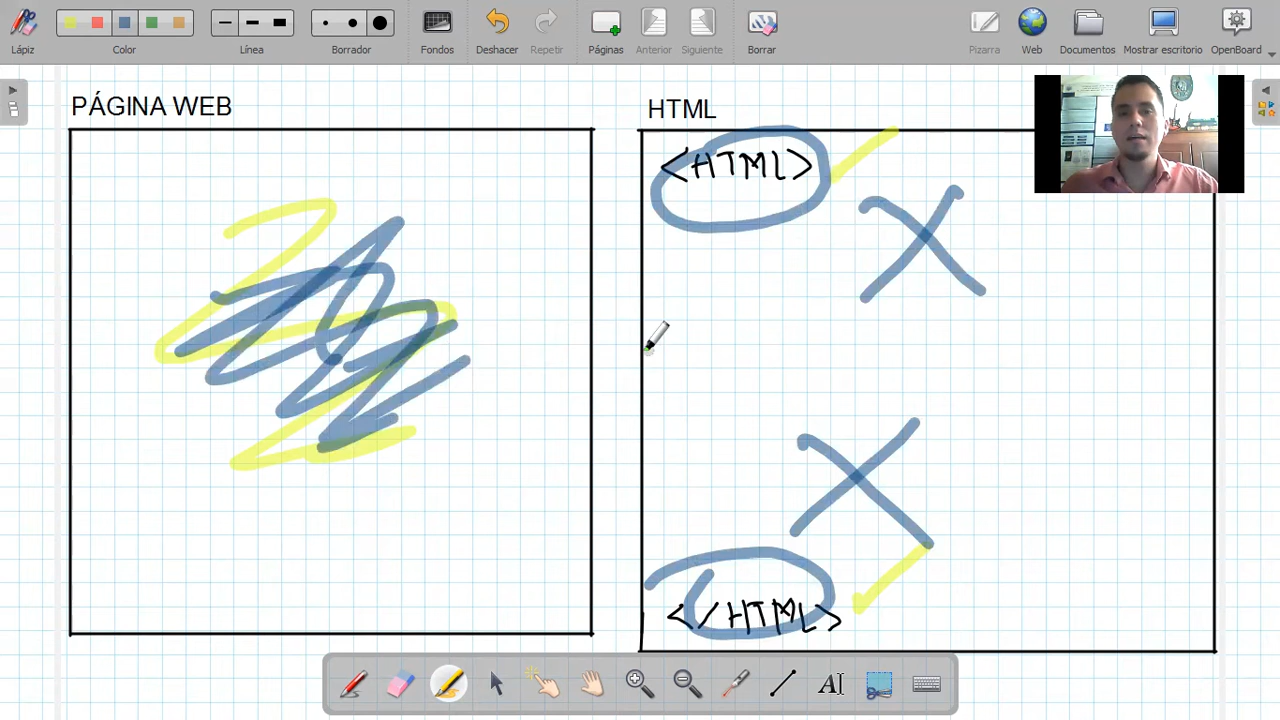 Lápiz
Color
Línea
Borrador
Fondos
Deshacer
Repetir
Páginas
Anterior
Siguiente
Borrar
Pizarra
Web
Documentos
Mostrar escritorio
OpenBoard
PÁGINA WEB
HTML
<HTML>
</HTML>
AI